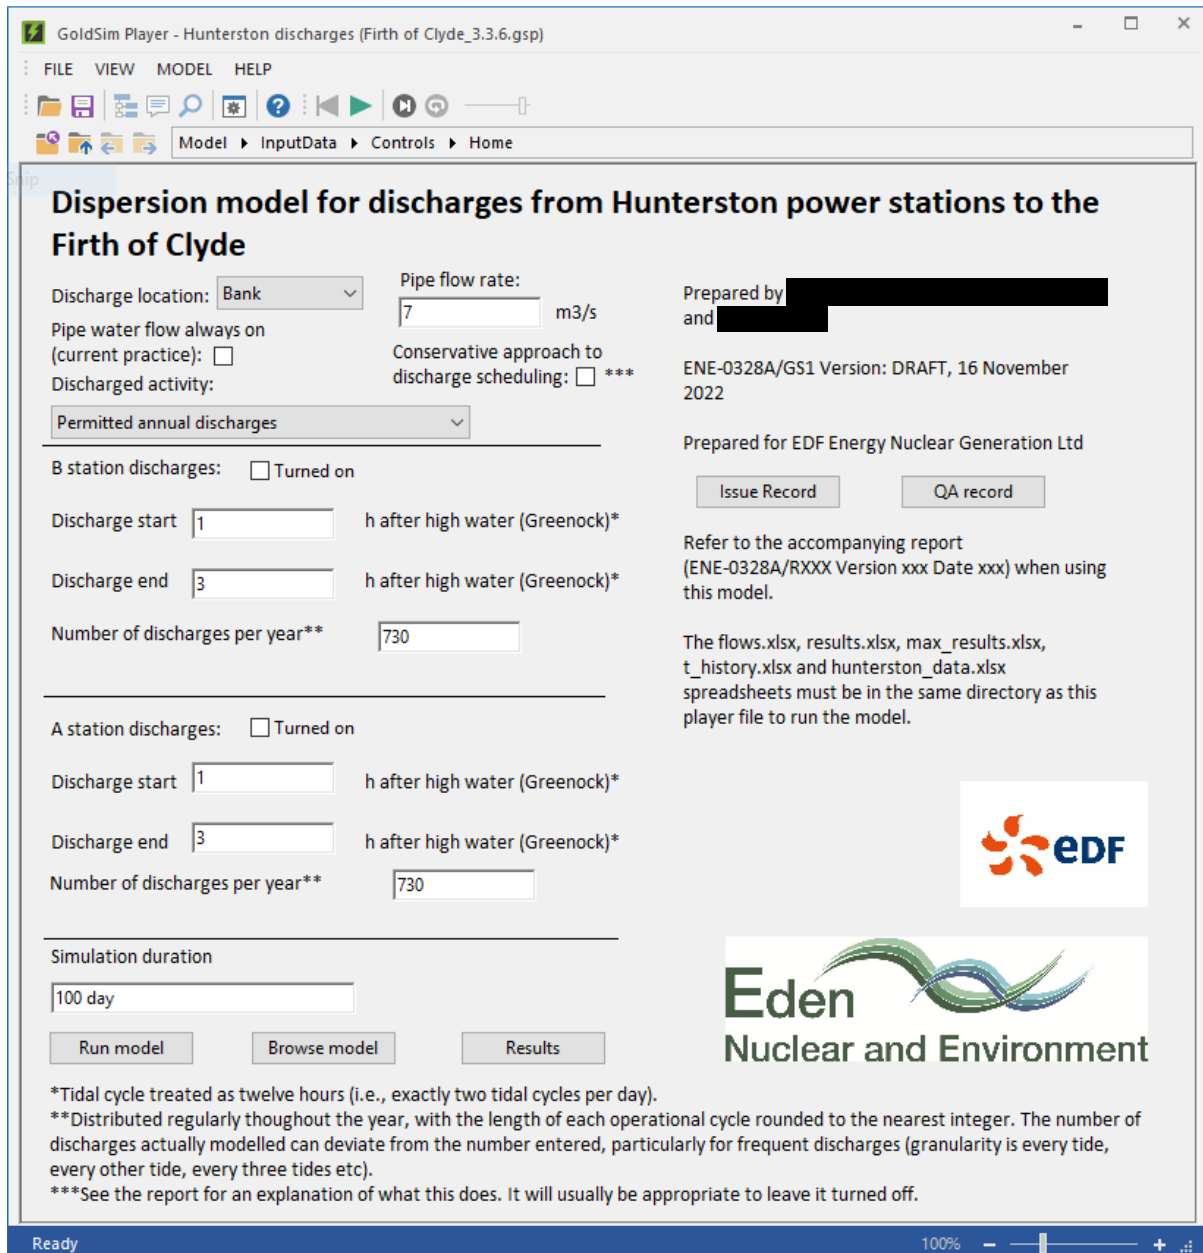 GoldSim Player - Hunterston discharges (Firth of Clyde_3.3.6.gsp)
FILE VIEW MODEL HELP
Model InputData Controls Home
Snip
Dispersion model for discharges from Hunterston power stations to the
Firth of Clyde
Discharge location: Bank
Pipe flow rate:
7 m3/s
Pipe water flow always on
(current practice):
Conservative approach to
discharge scheduling: ***
Discharged activity:
Permitted annual discharges
B station discharges: Turned on
Discharge start 1 h after high water (Greenock)*
Discharge end 3 h after high water (Greenock)*
Number of discharges per year** 730
A station discharges: Turned on
Discharge start 1 h after high water (Greenock)*
Discharge end 3 h after high water (Greenock)*
Number of discharges per year** 730
Simulation duration
100 day
Run model Browse model Results
Prepared by
and
ENE-0328A/GS1 Version: DRAFT, 16 November
2022
Prepared for EDF Energy Nuclear Generation Ltd
Issue Record QA record
Refer to the accompanying report
(ENE-0328A/RXXX Version xxx Date xxx) when using
this model.
The flows.xlsx, results.xlsx, max_results.xlsx,
t_history.xlsx and hunterston_data.xlsx
spreadsheets must be in the same directory as this
player file to run the model.
eDF
Eden
Nuclear and Environment
*Tidal cycle treated as twelve hours (i.e., exactly two tidal cycles per day).
**Distributed regularly thoughout the year, with the length of each operational cycle rounded to the nearest integer. The number of
discharges actually modelled can deviate from the number entered, particularly for frequent discharges (granularity is every tide,
every other tide, every three tides etc).
***See the report for an explanation of what this does. It will usually be appropriate to leave it turned off.
Ready 100%